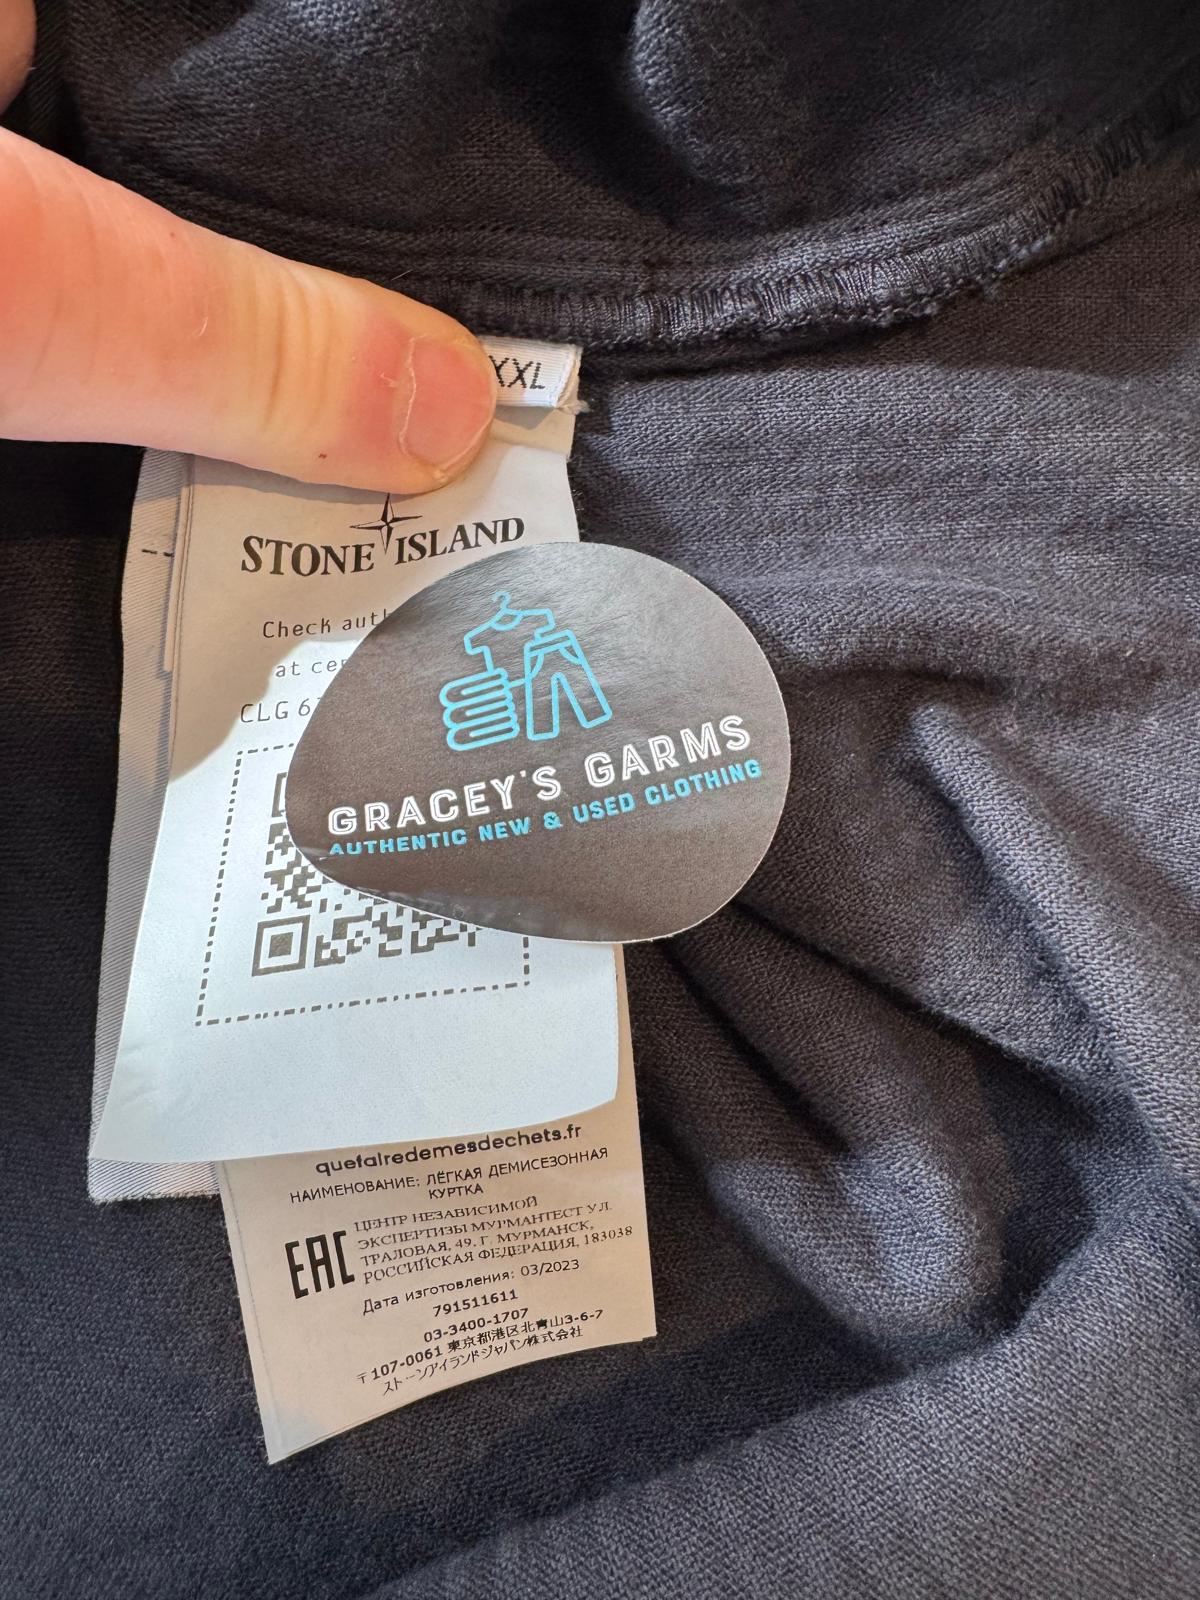 XXL
STONE ISLAND
Check
at
CLG
GRACEY'S GARMS
AUTHENTIC NEW & USED CLOTHING
quefairedemesdechets.fr
НАИМЕНОВАНИЕ: ЛЁГКАЯ ДЕМИСЕЗОННАЯ
КУРТКА
EAC
ЦЕНТР НЕЗАВИСИМОЙ
ЭКСПЕРТИЗЫ МУРМАНТЕСТ УЛ.
ТРАЛОВАЯ, 49, Г. МУРМАНСК,
РОССИЙСКАЯ ФЕДЕРАЦИЯ, 183038
Дата изготовления: 03/2023
791511611
03-3400-1707
〒107-0061 東京都港区北青山3-6-7
ストーンアイランドジャパン株式会社